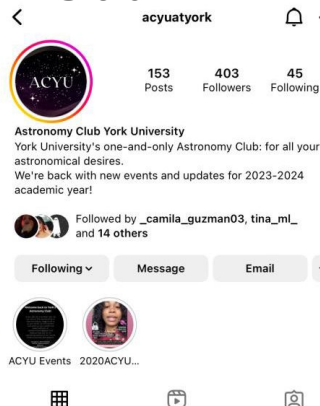 acyuatyork
ACYU
153 403 45
Posts Followers Following
Astronomy Club York University
York University's one-and-only Astronomy Club: for all your
astronomical desires.
We're back with new events and updates for 2023-2024
academic year!
Followed by _camila_guzman03, tina_ml_
and 14 others
Following Message Email
ACYU Events 2020ACYU...